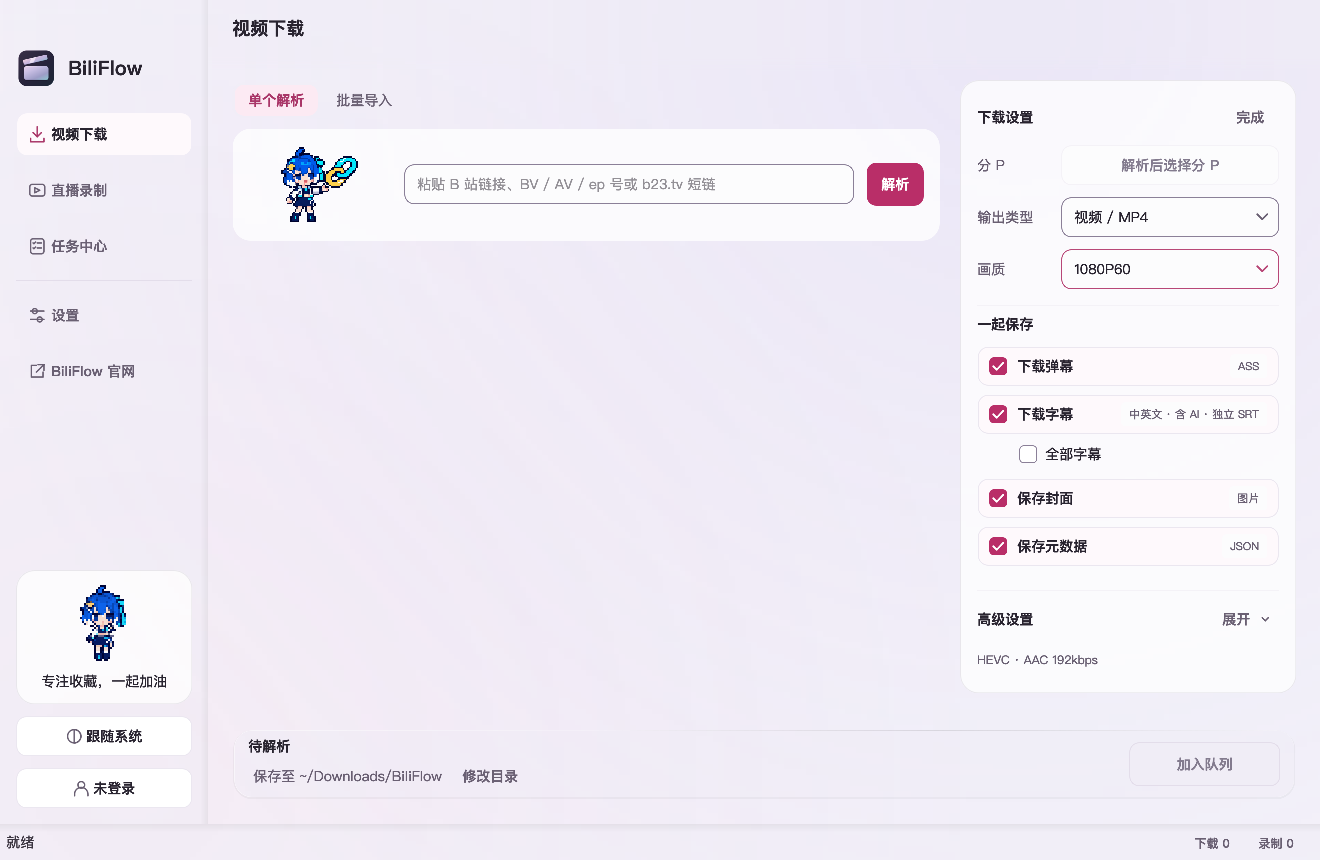 视频下载
BiliFlow
视频下载
直播录制
任务中心
设置
BiliFlow 官网
专注收藏，一起加油
跟随系统
未登录
单个解析 批量导入
粘贴 B 站链接、BV / AV / ep 号或 b23.tv 短链 解析
下载设置 完成
分 P 解析后选择分 P
输出类型 视频 / MP4
画质 1080P60
一起保存
下载弹幕 ASS
下载字幕 中英文 · 含 AI · 独立 SRT
全部字幕
保存封面 图片
保存元数据 JSON
高级设置 展开
HEVC · AAC 192kbps
待解析
保存至 ~/Downloads/BiliFlow 修改目录
加入队列
就绪 下载 0 录制 0